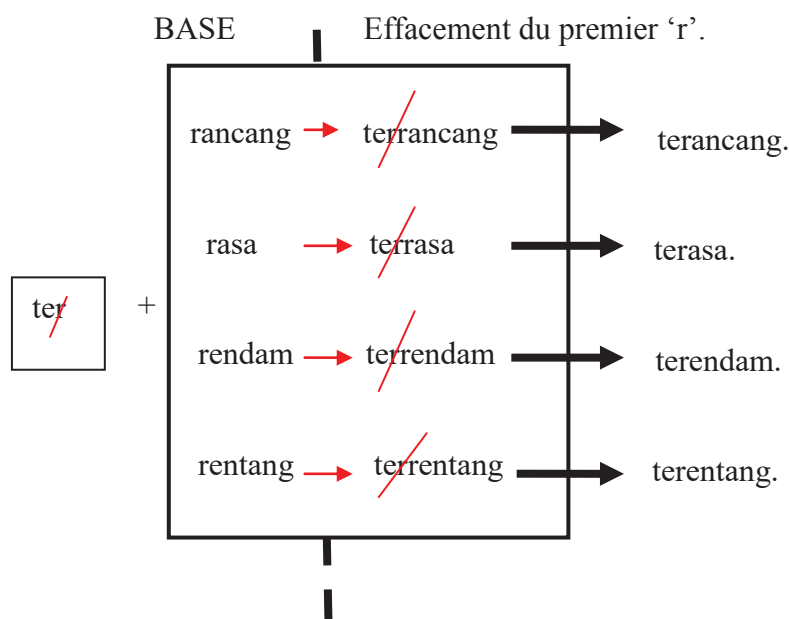 BASE Effacement du premier ‘r’.
rancang terrancang terancang.
rasa terrasa terasa.
ter +
rendam terrendam terendam.
rentang terrentang terentang.